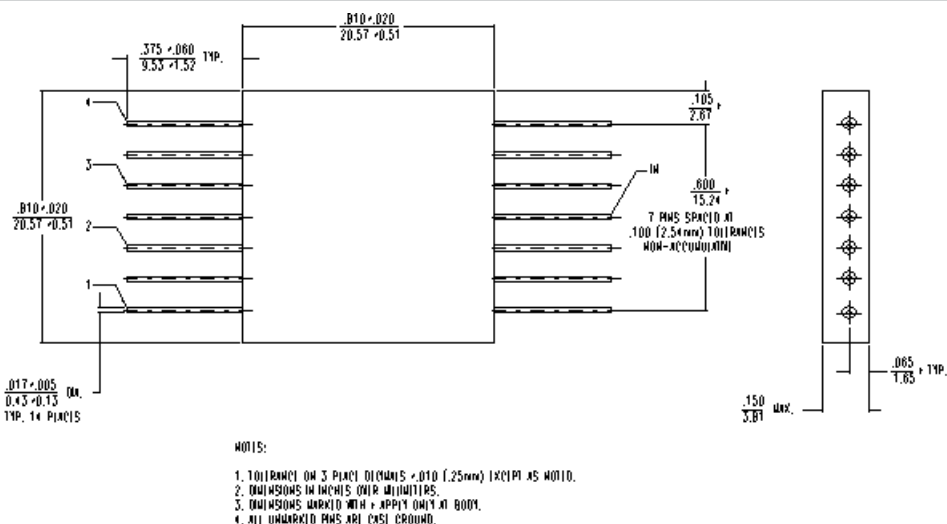 .810±.020
20.57±0.51
.375±.060 TYP.
9.53±1.52
4
.105 †
2.67
3
IN
.600 †
15.24
.810±.020
20.57±0.51
7 PINS SPACED AT
.100 (2.54mm) TOLERANCES
NON-ACCUMULATIVE
2
1
.065 † TYP.
1.65
.017±.005 DIA.
0.43±0.13
TYP. 14 PLACES
.150 MAX.
3.81
NOTES:
1. TOLERANCE ON 3 PLACE DECIMALS ±.010 (.25mm) EXCEPT AS NOTED.
2. DIMENSIONS IN INCHES OVER MILLIMETERS.
3. DIMENSIONS MARKED WITH † APPLY ONLY AT BODY.
4. ALL UNMARKED PINS ARE CASE GROUND.